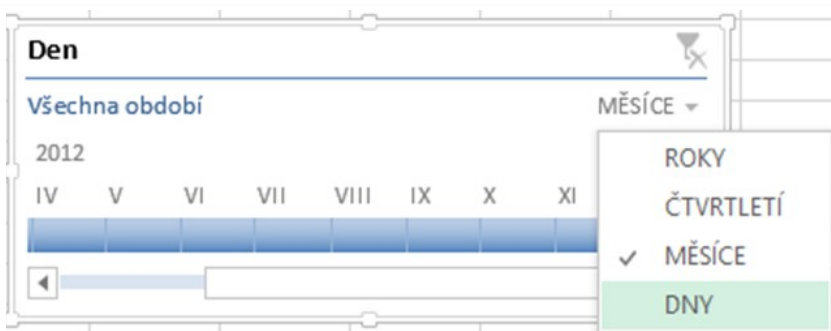 Den
Všechna období MĚSÍCE
2012
IV V VI VII VIII IX X XI
ROKY
ČTVRTLETÍ
MĚSÍCE
DNY